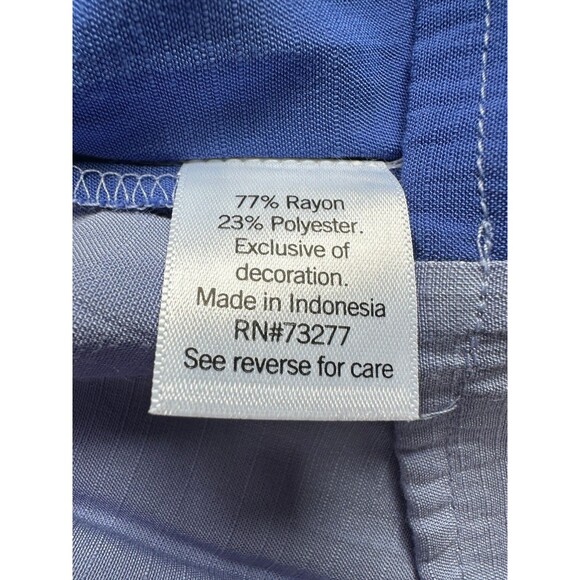 77% Rayon
23% Polyester.
Exclusive of
decoration.
Made in Indonesia
RN#73277
See reverse for care